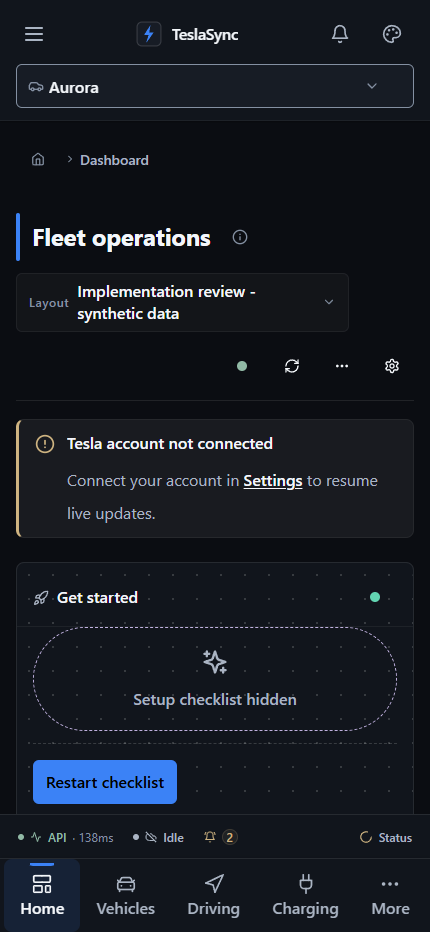 TeslaSync
Aurora
Dashboard
Fleet operations
Layout
Implementation review -
synthetic data
Tesla account not connected
Connect your account in Settings to resume
live updates.
Get started
Setup checklist hidden
Restart checklist
API · 138ms Idle 2 Status
Home Vehicles Driving Charging More